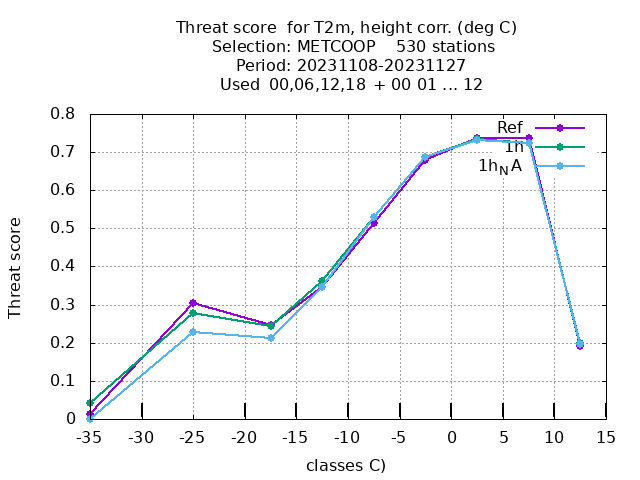 Threat score  for T2m, height corr. (deg C)
Selection: METCOOP    530 stations
Period: 20231108-20231127
Used  00,06,12,18  + 00 01 ... 12
Threat score
0.8
0.7
0.6
0.5
0.4
0.3
0.2
0.1
0
Ref
1h
1h_NA
-35 -30 -25 -20 -15 -10 -5 0 5 10 15
classes C)